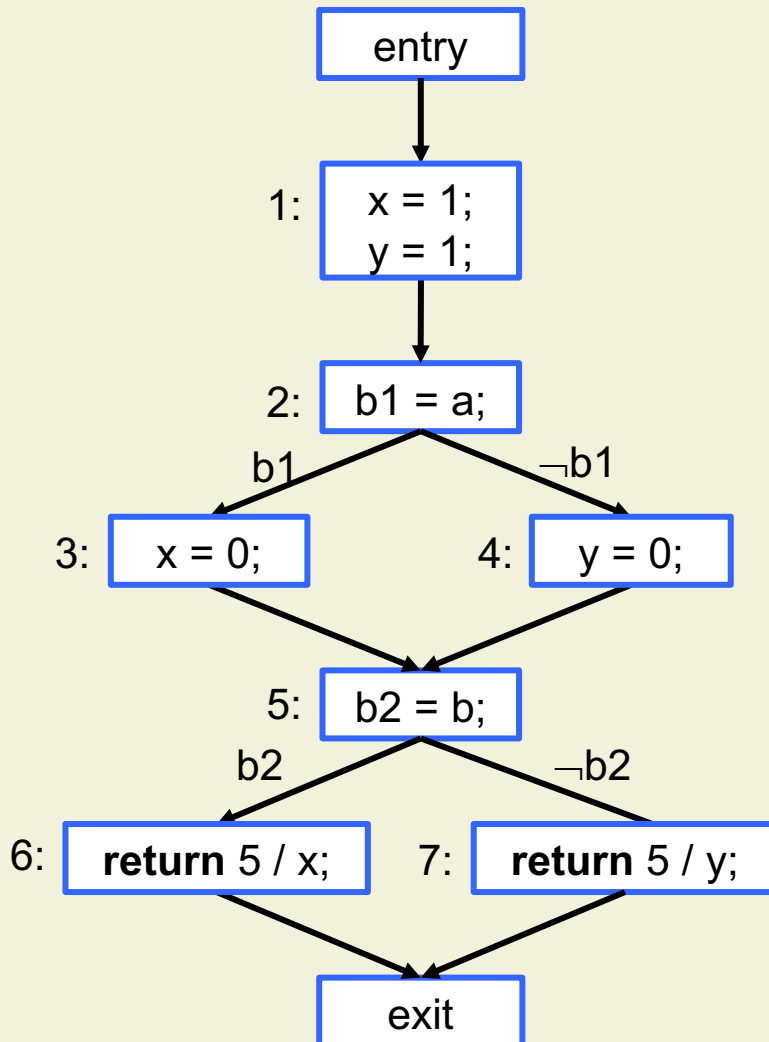 entry
1:
x = 1;
y = 1;
2:
b1 = a;
b1
¬b1
3:
x = 0;
4:
y = 0;
5:
b2 = b;
b2
¬b2
6:
return 5 / x;
7:
return 5 / y;
exit